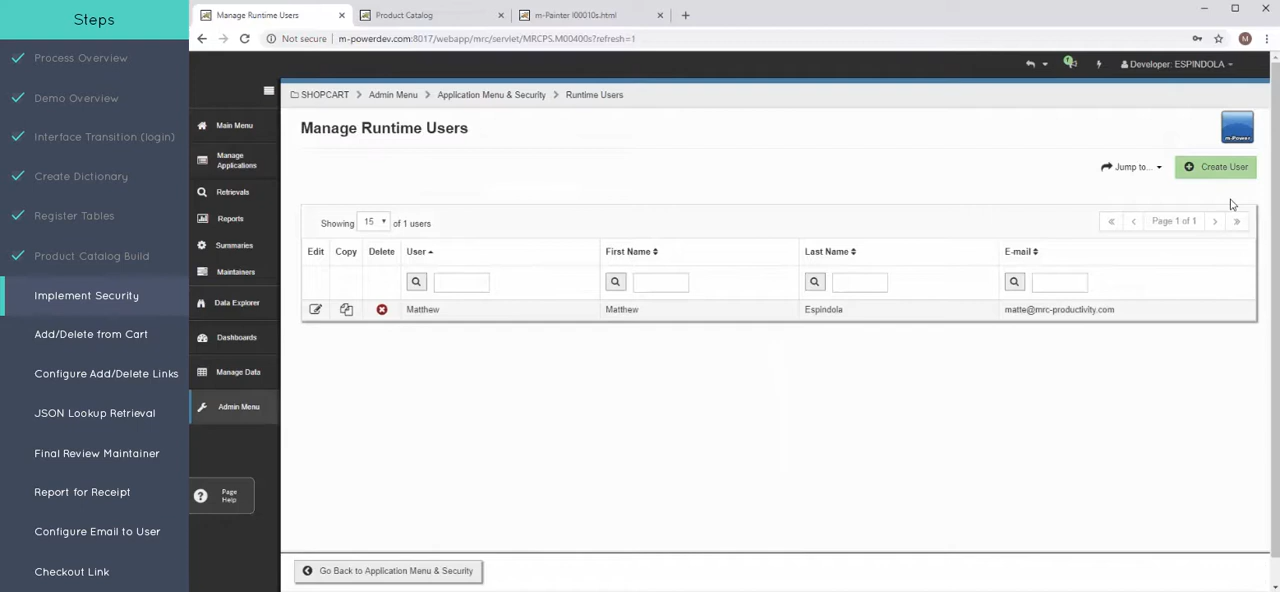 Steps
Process Overview
Demo Overview
Interface Transition (login)
Create Dictionary
Register Tables
Product Catalog Build
Implement Security
Add/Delete from Cart
Configure Add/Delete Links
JSON Lookup Retrieval
Final Review Maintainer
Report for Receipt
Configure Email to User
Checkout Link
Manage Runtime Users
Product Catalog
m-Painter I00010s.html
Not secure
m-powerdev.com:8017/webapp/mrc/servlet/MRCPS.M00400s?refresh=1
M
Developer: ESPINDOLA
Main Menu
Manage
Applications
Retrievals
Reports
Summaries
Maintainers
Data Explorer
Dashboards
Manage Data
Admin Menu
Page
Help
SHOPCART > Admin Menu > Application Menu & Security > Runtime Users
Manage Runtime Users
m-Power
Jump to...
Create User
Showing 15 of 1 users
Page 1 of 1
Edit Copy Delete User First Name Last Name E-mail
Matthew Matthew Espindola matte@mrc-productivity.com
Go Back to Application Menu & Security